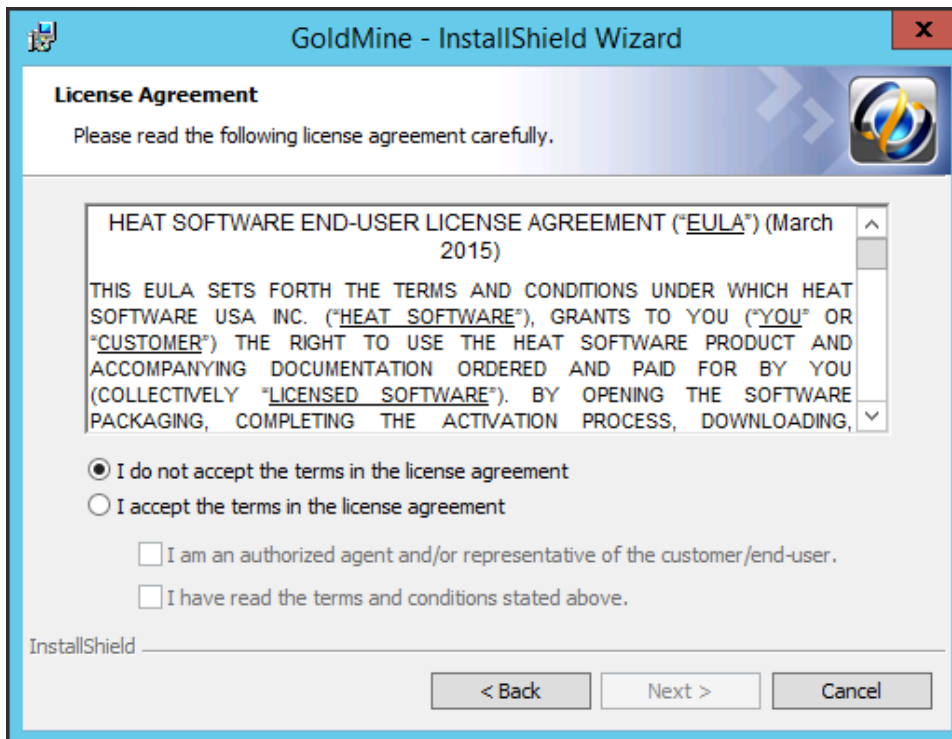 GoldMine - InstallShield Wizard
x
License Agreement
Please read the following license agreement carefully.
HEAT SOFTWARE END-USER LICENSE AGREEMENT (“EULA”) (March
2015)
THIS EULA SETS FORTH THE TERMS AND CONDITIONS UNDER WHICH HEAT
SOFTWARE USA INC. (“HEAT SOFTWARE”), GRANTS TO YOU (“YOU” OR
“CUSTOMER”) THE RIGHT TO USE THE HEAT SOFTWARE PRODUCT AND
ACCOMPANYING DOCUMENTATION ORDERED AND PAID FOR BY YOU
(COLLECTIVELY “LICENSED SOFTWARE”). BY OPENING THE SOFTWARE
PACKAGING, COMPLETING THE ACTIVATION PROCESS, DOWNLOADING,
I do not accept the terms in the license agreement
I accept the terms in the license agreement
I am an authorized agent and/or representative of the customer/end-user.
I have read the terms and conditions stated above.
InstallShield
< Back Next > Cancel